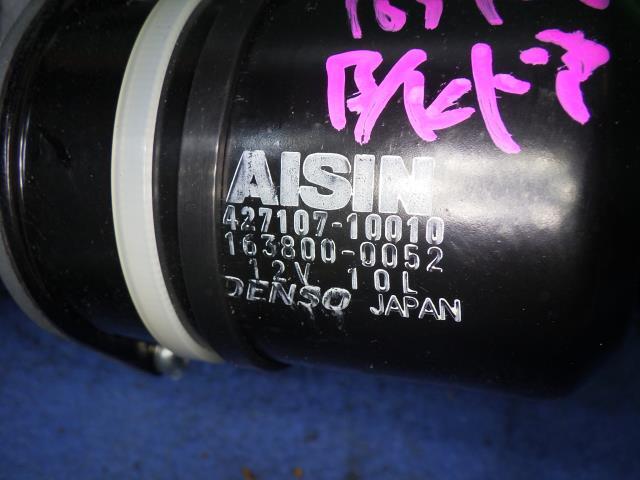 AISIN
427107-10010
163800-0052
12V 10L
DENSO JAPAN